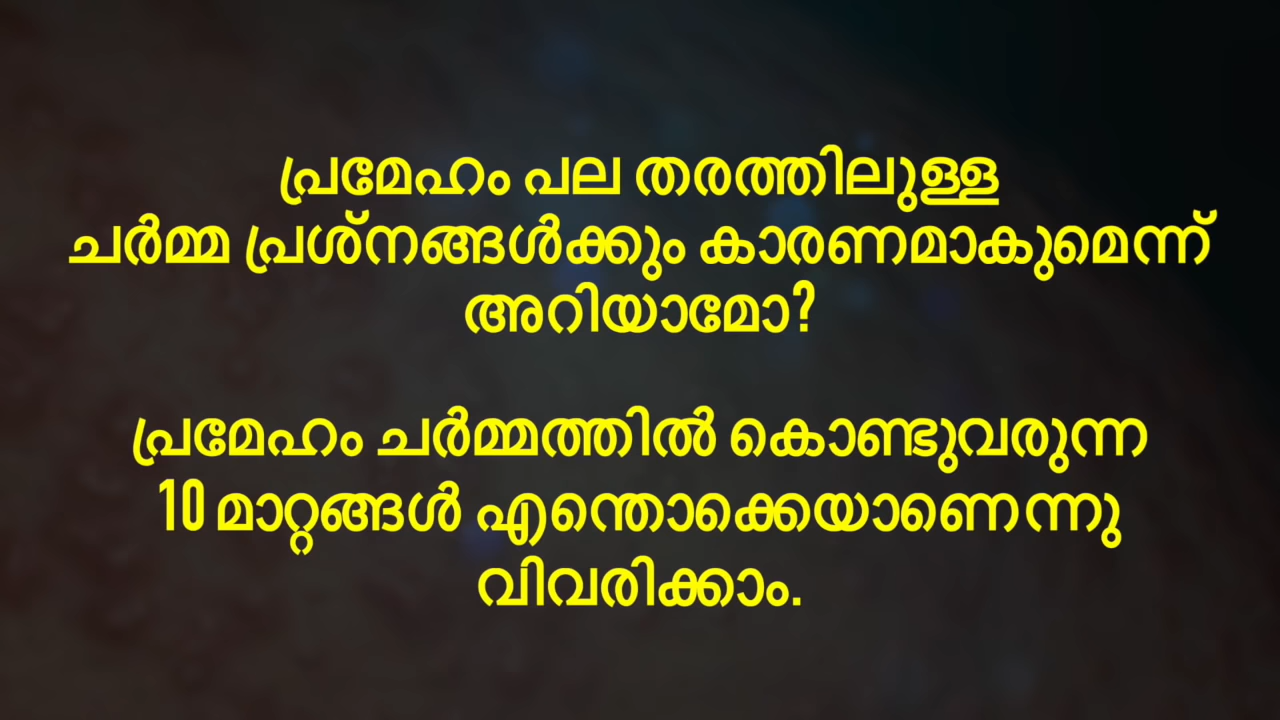 പ്രമേഹം പല തരത്തിലുള്ള
ചർമ്മ പ്രശ്നങ്ങൾക്കും കാരണമാകുമെന്ന്
അറിയാമോ?
പ്രമേഹം ചർമ്മത്തിൽ കൊണ്ടുവരുന്ന
10 മാറ്റങ്ങൾ എന്തൊക്കെയാണെന്നു
വിവരിക്കാം.